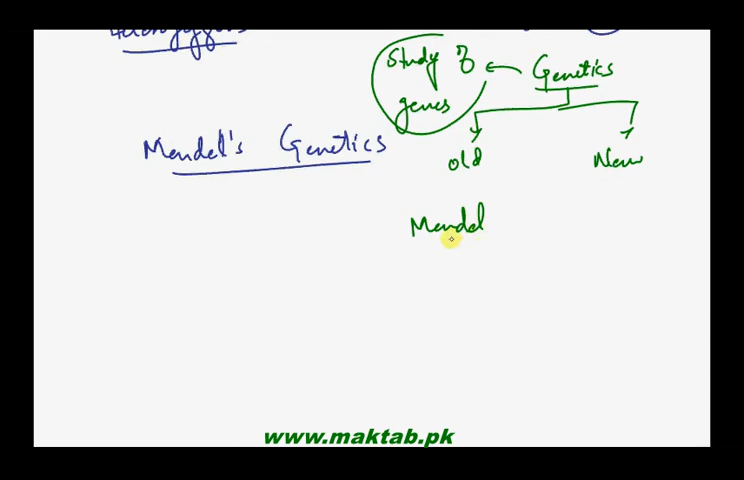 Study of
genes
Genetics
Mendel's Genetics
old
New
Mendel
www.maktab.pk